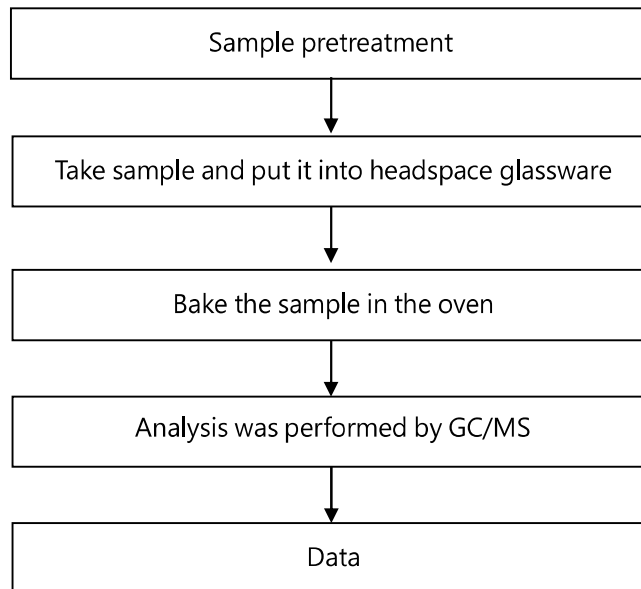 Sample pretreatment
Take sample and put it into headspace glassware
Bake the sample in the oven
Analysis was performed by GC/MS
Data